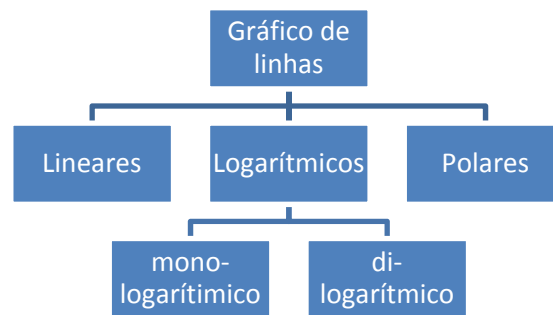 Gráfico de
linhas
Lineares
Logarítmicos
Polares
mono-
logarítimico
di-
logarítmico